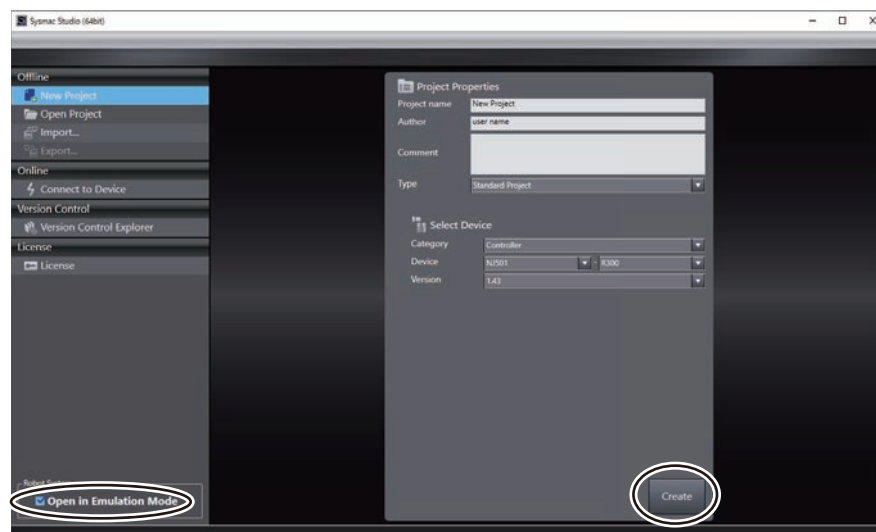 Sysmac Studio (64bit)
Offline
New Project
Open Project
Import...
Export...
Online
Connect to Device
Version Control
Version Control Explorer
License
License
Project Properties
Project name New Project
Author user name
Comment
Type Standard Project
Select Device
Category Controller
Device NJ501 - R300
Version 1.43
Open in Emulation Mode
Create